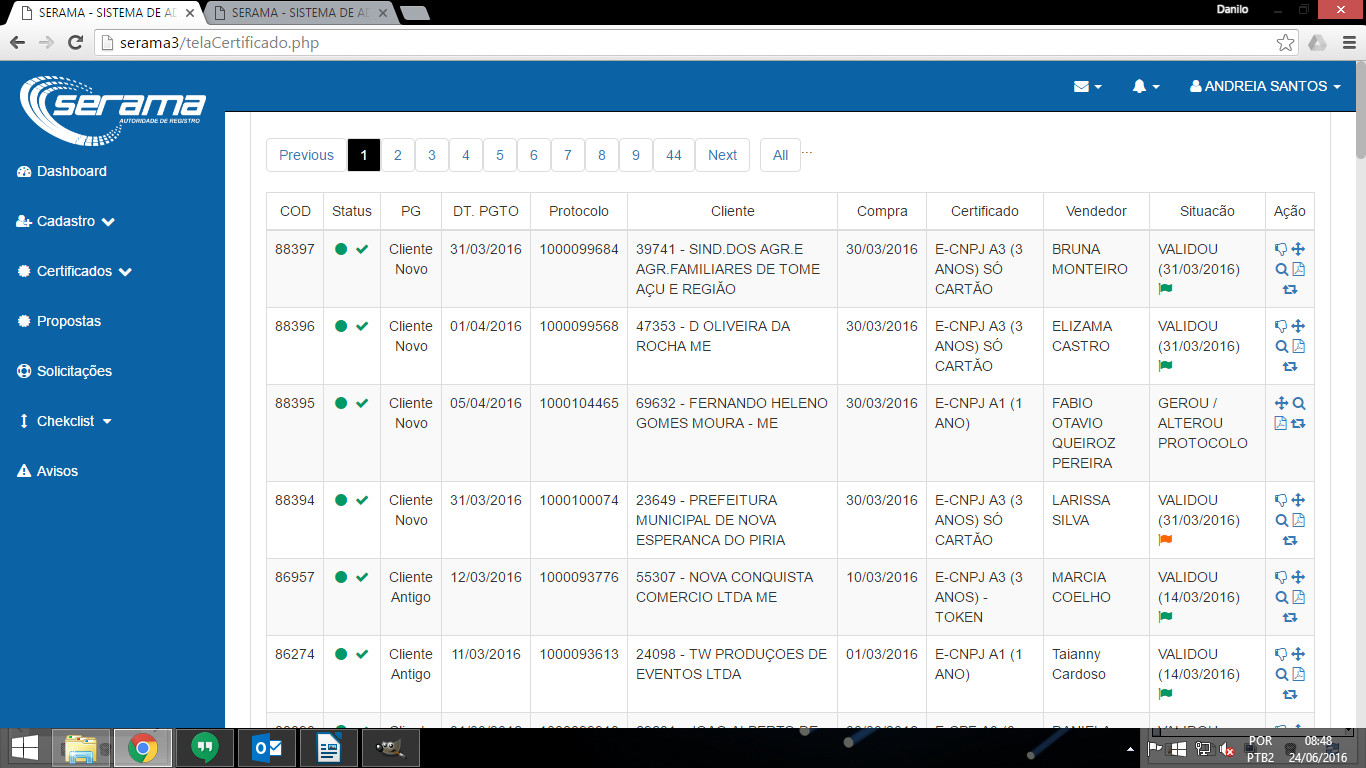 SERAMA - SISTEMA DE AD
SERAMA - SISTEMA DE AD
Danilo
serama3/telaCertificado.php
serama
AUTORIDADE DE REGISTRO
ANDREIA SANTOS
Dashboard
Cadastro
Certificados
Propostas
Solicitações
Chekclist
Avisos
Previous 1 2 3 4 5 6 7 8 9 44 Next All ...
COD Status PG DT. PGTO Protocolo Cliente Compra Certificado Vendedor Situacão Ação
88397 Cliente 31/03/2016 1000099684 39741 - SIND.DOS AGR.E 30/03/2016 E-CNPJ A3 (3 BRUNA VALIDOU
Novo AGR.FAMILIARES DE TOME ANOS) SÓ MONTEIRO (31/03/2016)
AÇU E REGIÃO CARTÃO
88396 Cliente 01/04/2016 1000099568 47353 - D OLIVEIRA DA 30/03/2016 E-CNPJ A3 (3 ELIZAMA VALIDOU
Novo ROCHA ME ANOS) SÓ CASTRO (31/03/2016)
CARTÃO
88395 Cliente 05/04/2016 1000104465 69632 - FERNANDO HELENO 30/03/2016 E-CNPJ A1 (1 FABIO GEROU /
Novo GOMES MOURA - ME ANO) OTAVIO ALTEROU
QUEIROZ PROTOCOLO
PEREIRA
88394 Cliente 31/03/2016 1000100074 23649 - PREFEITURA 30/03/2016 E-CNPJ A3 (3 LARISSA VALIDOU
Novo MUNICIPAL DE NOVA ANOS) SÓ SILVA (31/03/2016)
ESPERANCA DO PIRIA CARTÃO
86957 Cliente 12/03/2016 1000093776 55307 - NOVA CONQUISTA 10/03/2016 E-CNPJ A3 (3 MARCIA VALIDOU
Antigo COMERCIO LTDA ME ANOS) - COELHO (14/03/2016)
TOKEN
86274 Cliente 11/03/2016 1000093613 24098 - TW PRODUÇOES DE 01/03/2016 E-CNPJ A1 (1 Taianny VALIDOU
Antigo EVENTOS LTDA ANO) Cardoso (14/03/2016)
POR 08:48
PTB2 24/06/2016